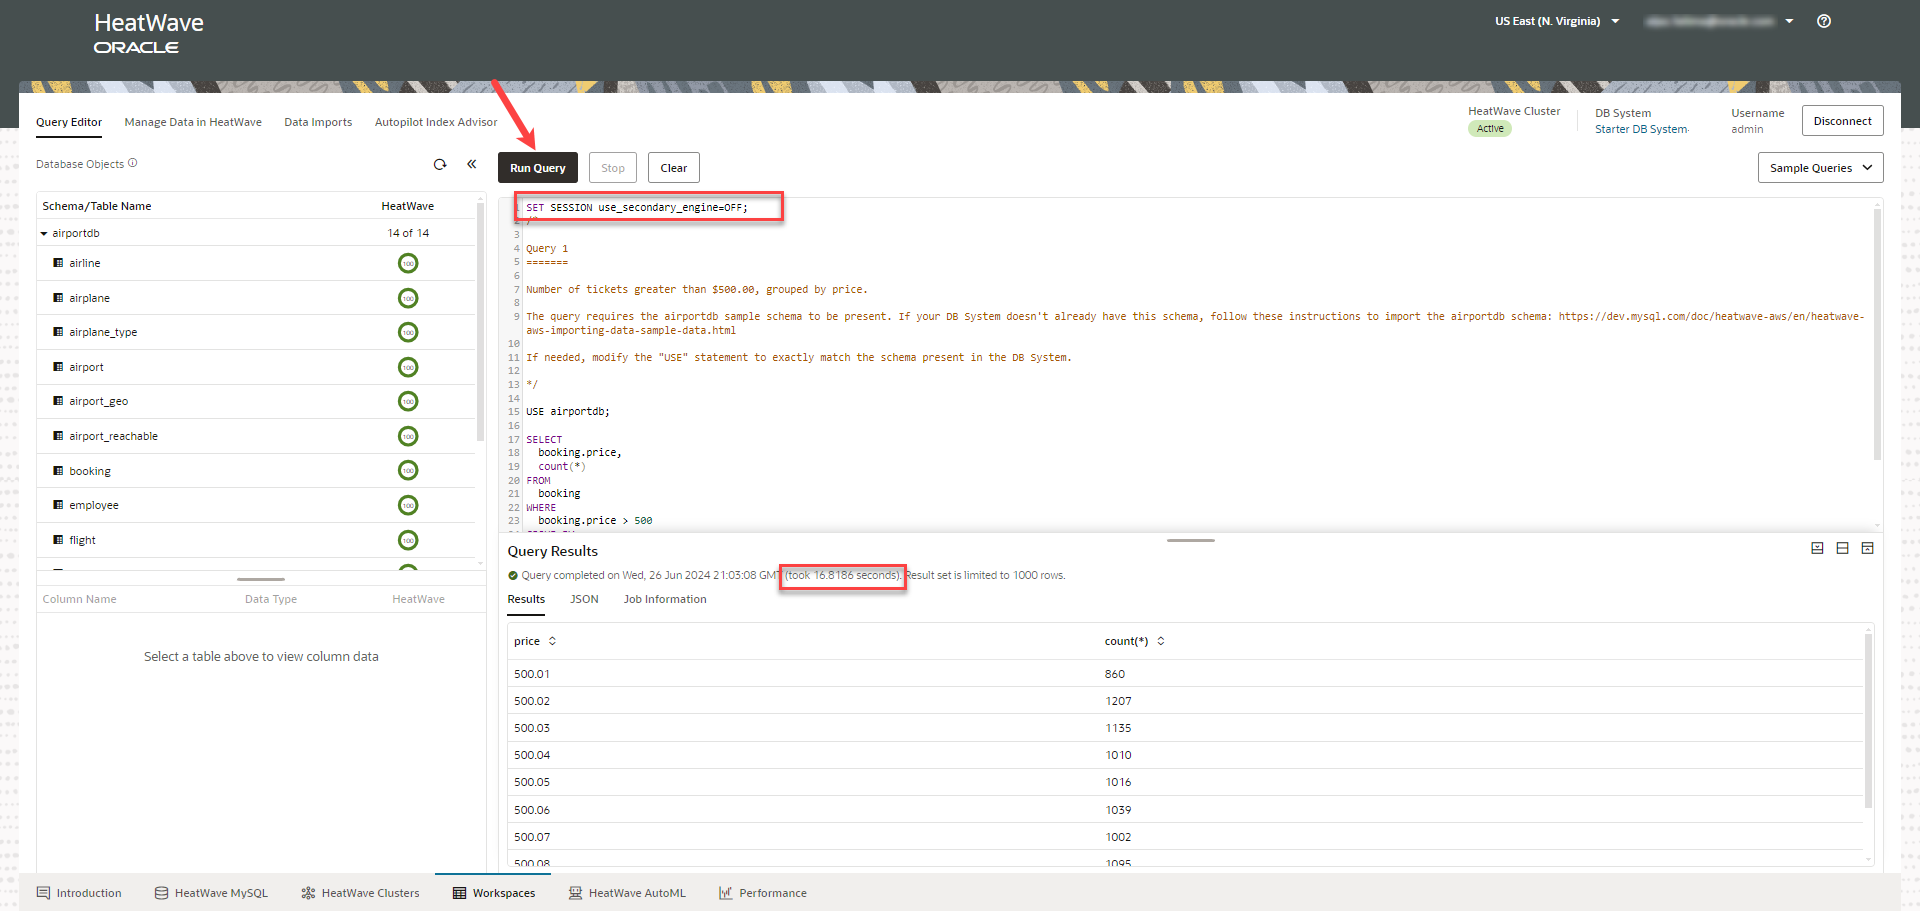 HeatWave
ORACLE
US East (N. Virginia)
Query Editor
Manage Data in HeatWave
Data Imports
Autopilot Index Advisor
HeatWave Cluster
Active
DB System
Starter DB System
Username
admin
Disconnect
Database Objects
Run Query
Stop
Clear
Sample Queries
Schema/Table Name HeatWave
airportdb 14 of 14
airline 100
airplane 100
airplane_type 100
airport 100
airport_geo 100
airport_reachable 100
booking 100
employee 100
flight 100
Column Name Data Type HeatWave
Select a table above to view column data
1 SET SESSION use_secondary_engine=OFF;
2 /*
3
4 Query 1
5 =======
6
7 Number of tickets greater than $500.00, grouped by price.
8
9 The query requires the airportdb sample schema to be present. If your DB System doesn't already have this schema, follow these instructions to import the airportdb schema: https://dev.mysql.com/doc/heatwave-aws/en/heatwave-
aws-importing-data-sample-data.html
10
11 If needed, modify the "USE" statement to exactly match the schema present in the DB System.
12
13 */
14
15 USE airportdb;
16
17 SELECT
18 booking.price,
19 count(*)
20 FROM
21 booking
22 WHERE
23 booking.price > 500
Query Results
Query completed on Wed, 26 Jun 2024 21:03:08 GMT (took 16.8186 seconds). Result set is limited to 1000 rows.
Results
JSON
Job Information
price count(*)
500.01 860
500.02 1207
500.03 1135
500.04 1010
500.05 1016
500.06 1039
500.07 1002
500.08 1095
Introduction
HeatWave MySQL
HeatWave Clusters
Workspaces
HeatWave AutoML
Performance